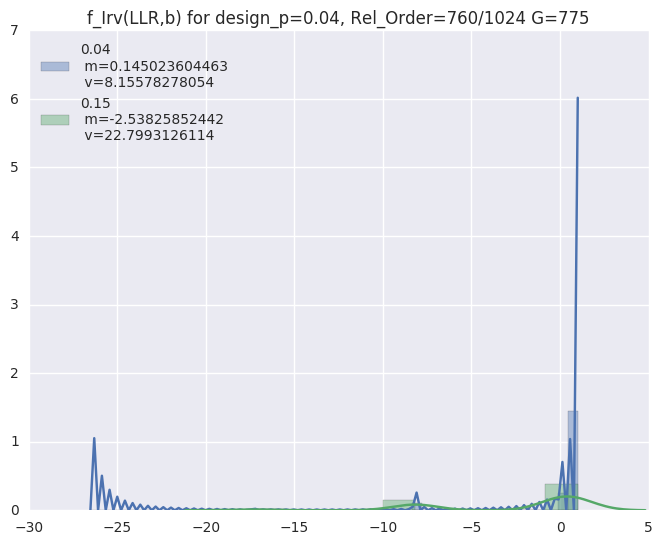 f_Irv(LLR,b) for design_p=0.04, Rel_Order=760/1024 G=775
0.04
m=0.145023604463
v=8.15578278054
0.15
m=-2.53825852442
v=22.7993126114
7
6
5
4
3
2
1
0
−30 −25 −20 −15 −10 −5 0 5